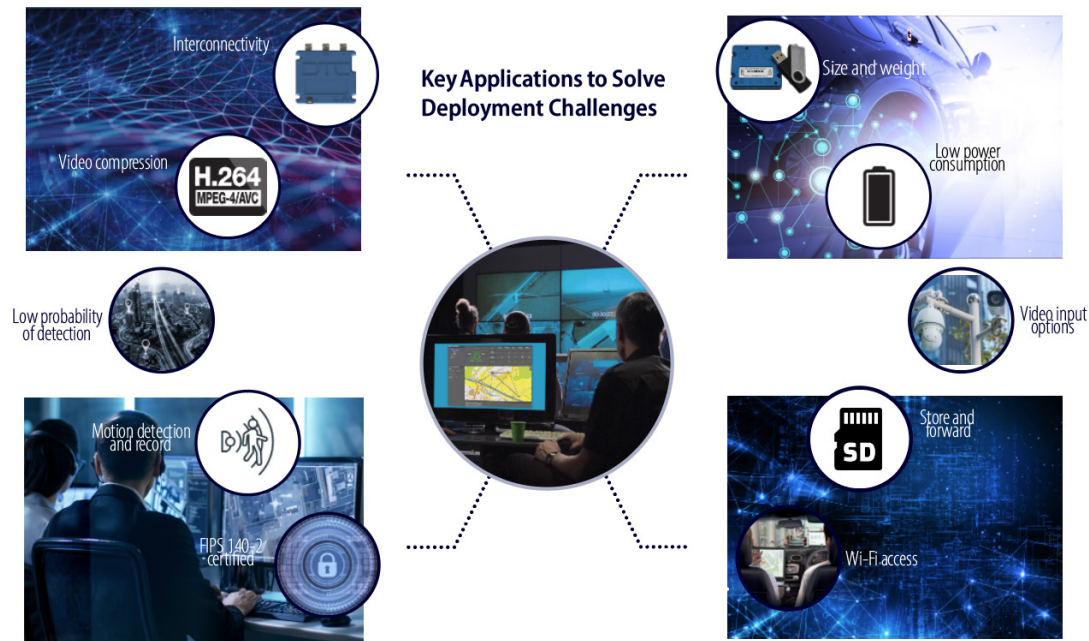 Key Applications to Solve
Deployment Challenges
Interconnectivity
DTC
Video compression
H.264
MPEG-4/AVC
Low probability
of detection
Motion detection
and record
FIPS 140-2
certified
Size and weight
Low power
consumption
Video input
options
Store and
forward
SD
Wi-Fi access